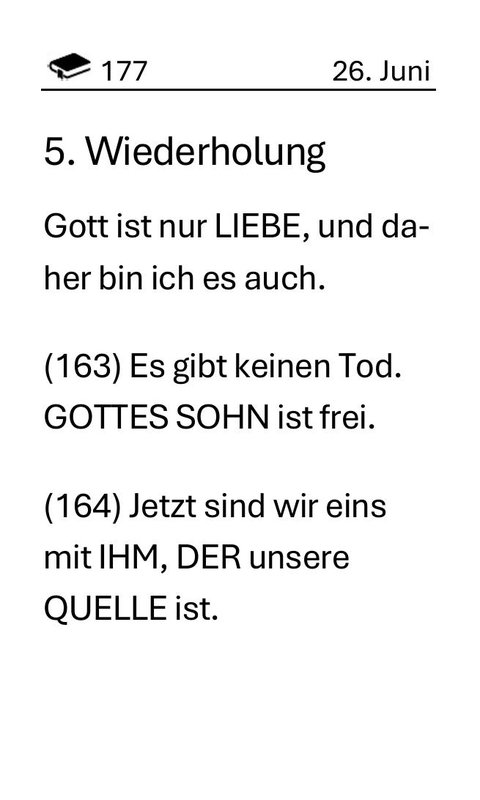 177 26. Juni
5. Wiederholung
Gott ist nur LIEBE, und da-
her bin ich es auch.
(163) Es gibt keinen Tod.
GOTTES SOHN ist frei.
(164) Jetzt sind wir eins
mit IHM, DER unsere
QUELLE ist.